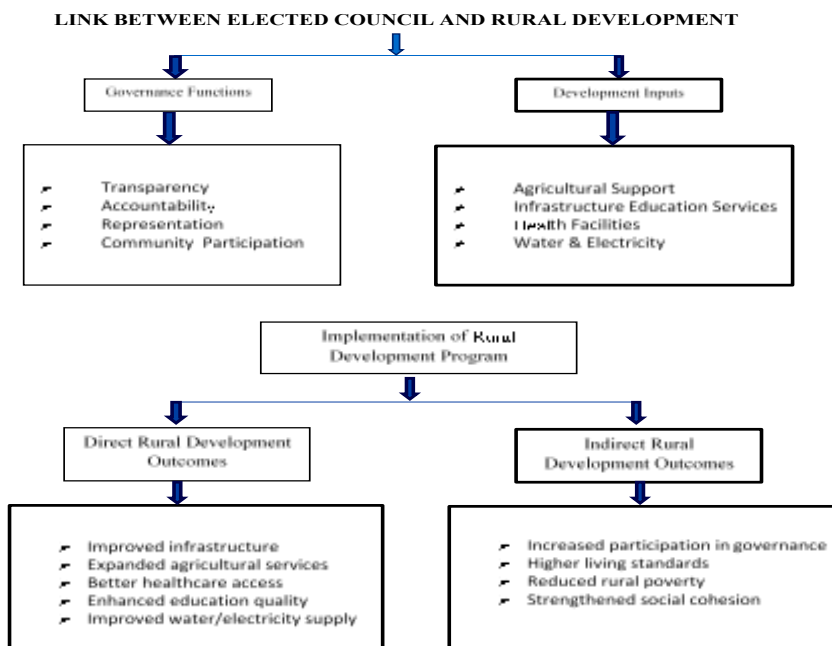 LINK BETWEEN ELECTED COUNCIL AND RURAL DEVELOPMENT
Governance Functions
Development Inputs
Transparency
Accountability
Representation
Community Participation
Agricultural Support
Infrastructure Education Services
Health Facilities
Water & Electricity
Implementation of Rural
Development Program
Direct Rural Development
Outcomes
Indirect Rural
Development Outcomes
Improved infrastructure
Expanded agricultural services
Better healthcare access
Enhanced education quality
Improved water/electricity supply
Increased participation in governance
Higher living standards
Reduced rural poverty
Strengthened social cohesion